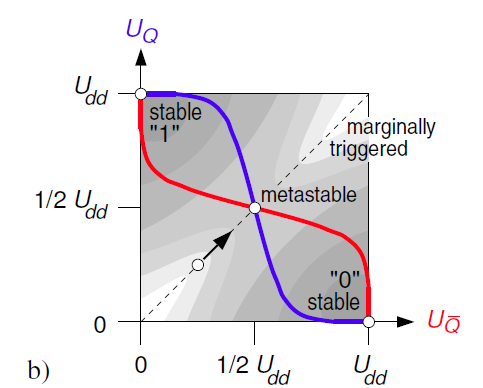 U_Q
U_dd
stable
"1"
marginally
triggered
1/2 U_dd
metastable
"0"
stable
0
U_Q̅
b)
0
1/2 U_dd
U_dd